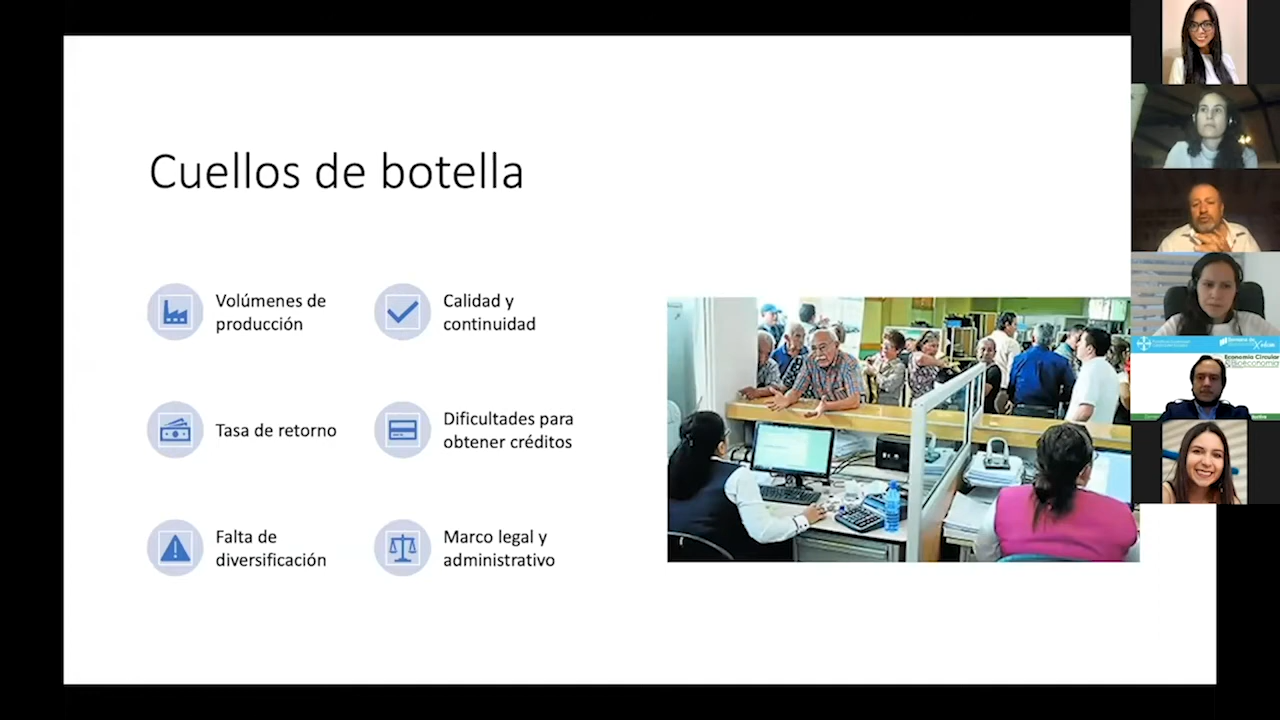 Cuellos de botella
Volúmenes de
producción
Calidad y
continuidad
Tasa de retorno
Dificultades para
obtener créditos
Falta de
diversificación
Marco legal y
administrativo
Economía Circular
Bioeconomía